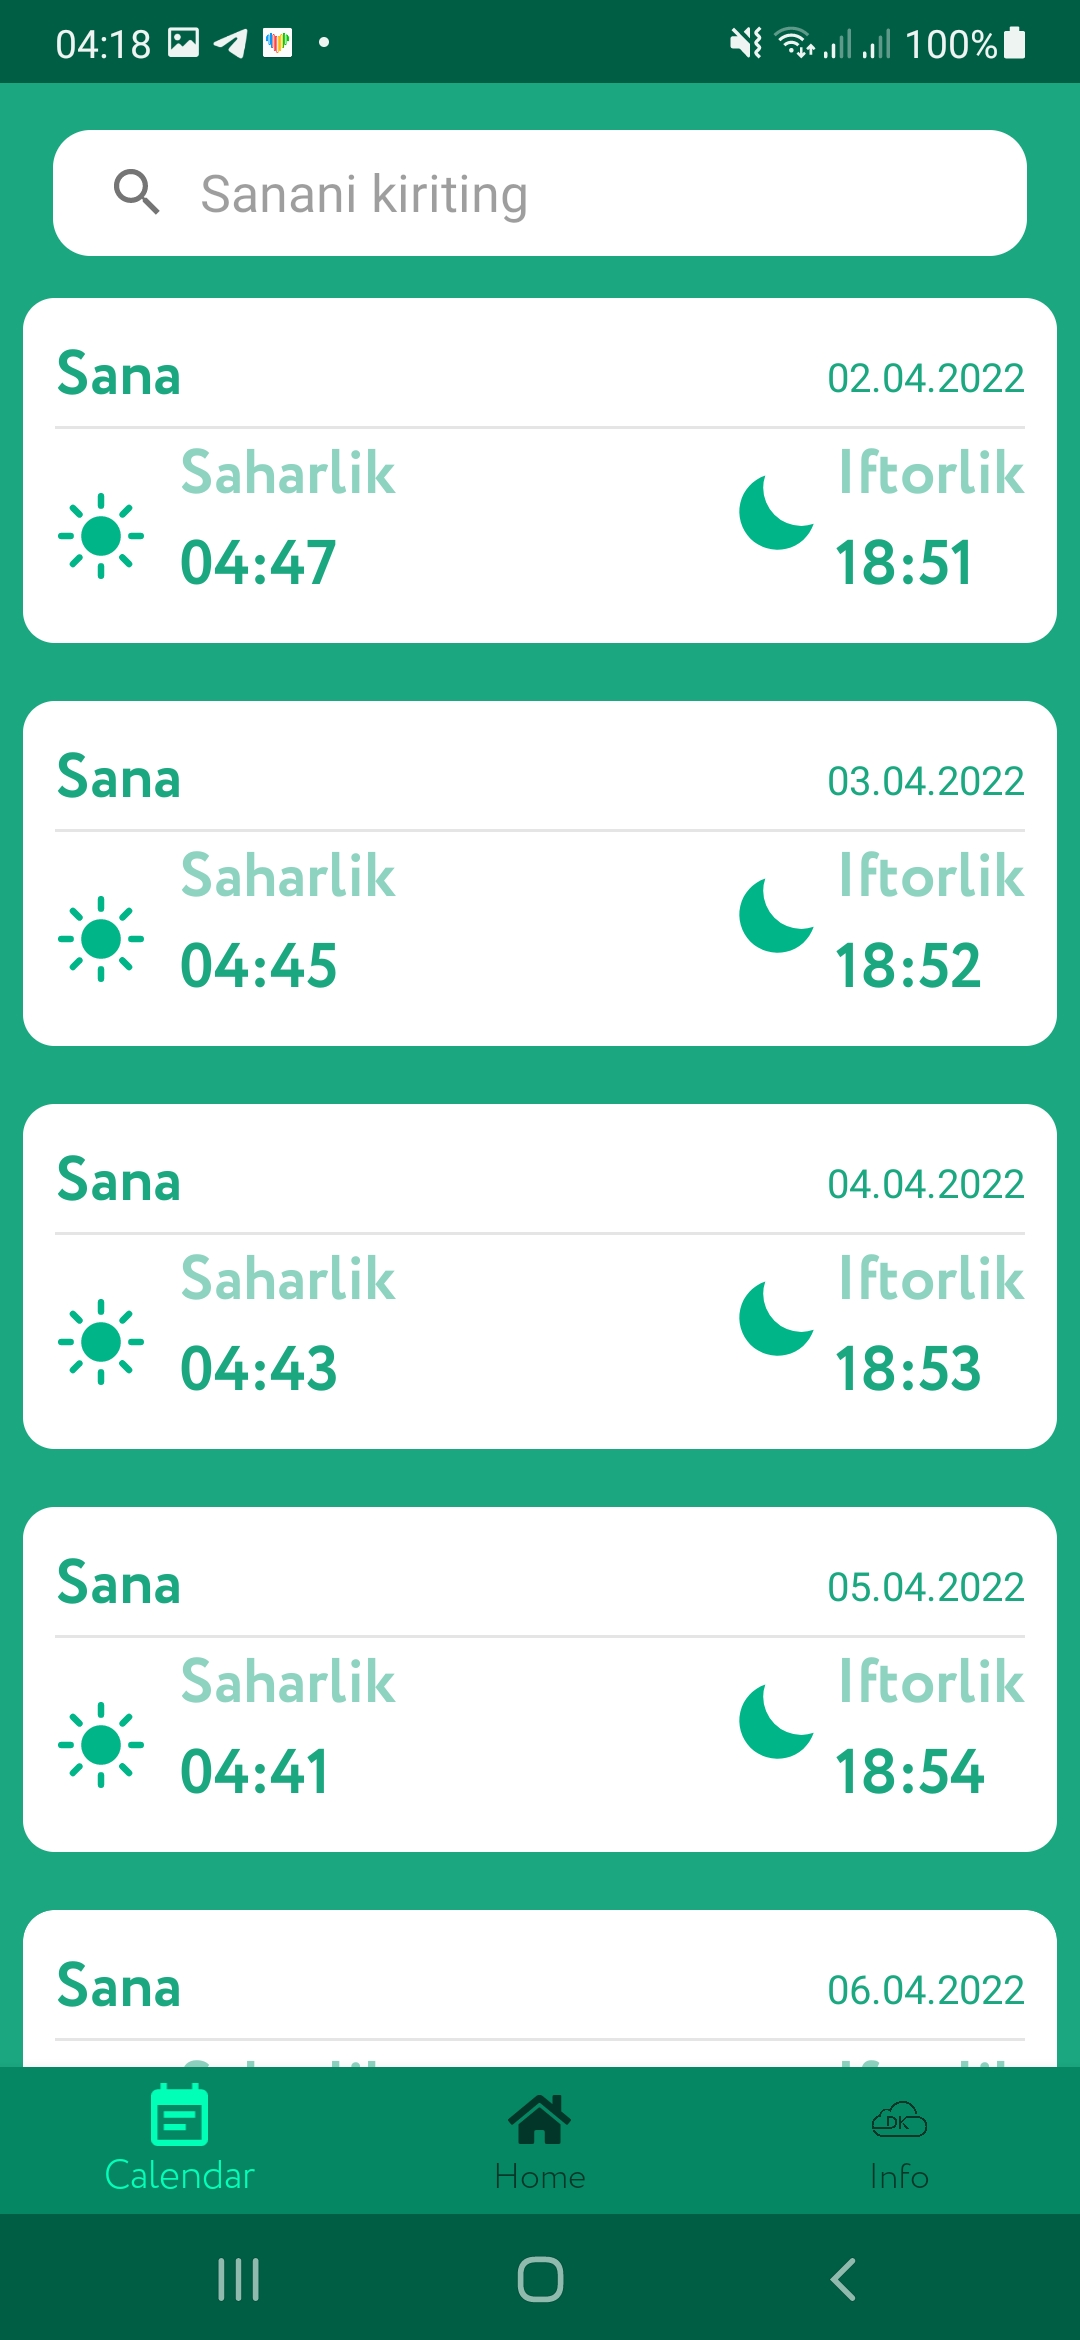 04:18 100%
Sanani kiriting
Sana 02.04.2022
Saharlik Iftorlik
04:47 18:51
Sana 03.04.2022
Saharlik Iftorlik
04:45 18:52
Sana 04.04.2022
Saharlik Iftorlik
04:43 18:53
Sana 05.04.2022
Saharlik Iftorlik
04:41 18:54
Sana 06.04.2022
DK
Calendar Home Info